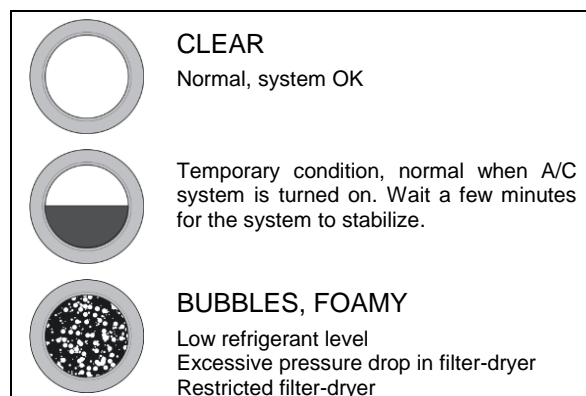 CLEAR
Normal, system OK
Temporary condition, normal when A/C
system is turned on. Wait a few minutes
for the system to stabilize.
BUBBLES, FOAMY
Low refrigerant level
Excessive pressure drop in filter-dryer
Restricted filter-dryer